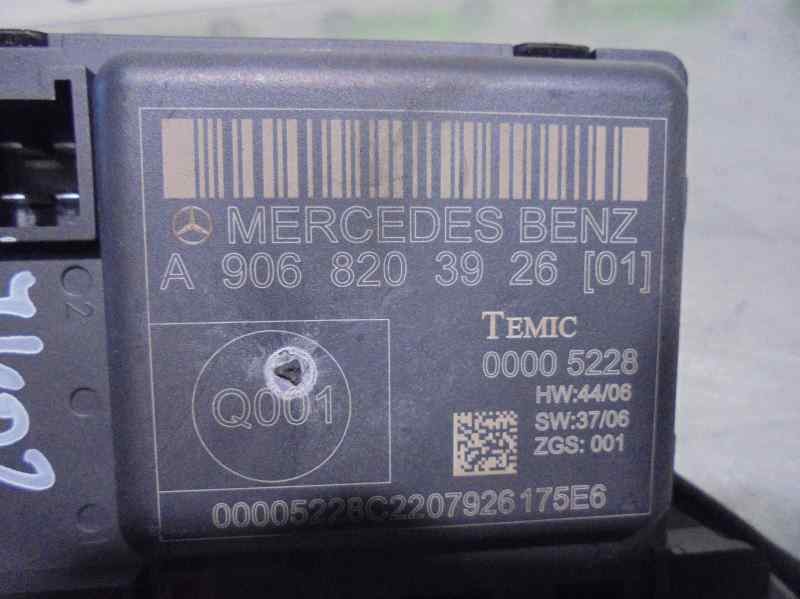 MERCEDES BENZ
A 906 820 39 26 [01]
TEMIC
0000 5228
HW:44/06
SW:37/06
ZGS: 001
Q001
00005228C2207926175E6
C2